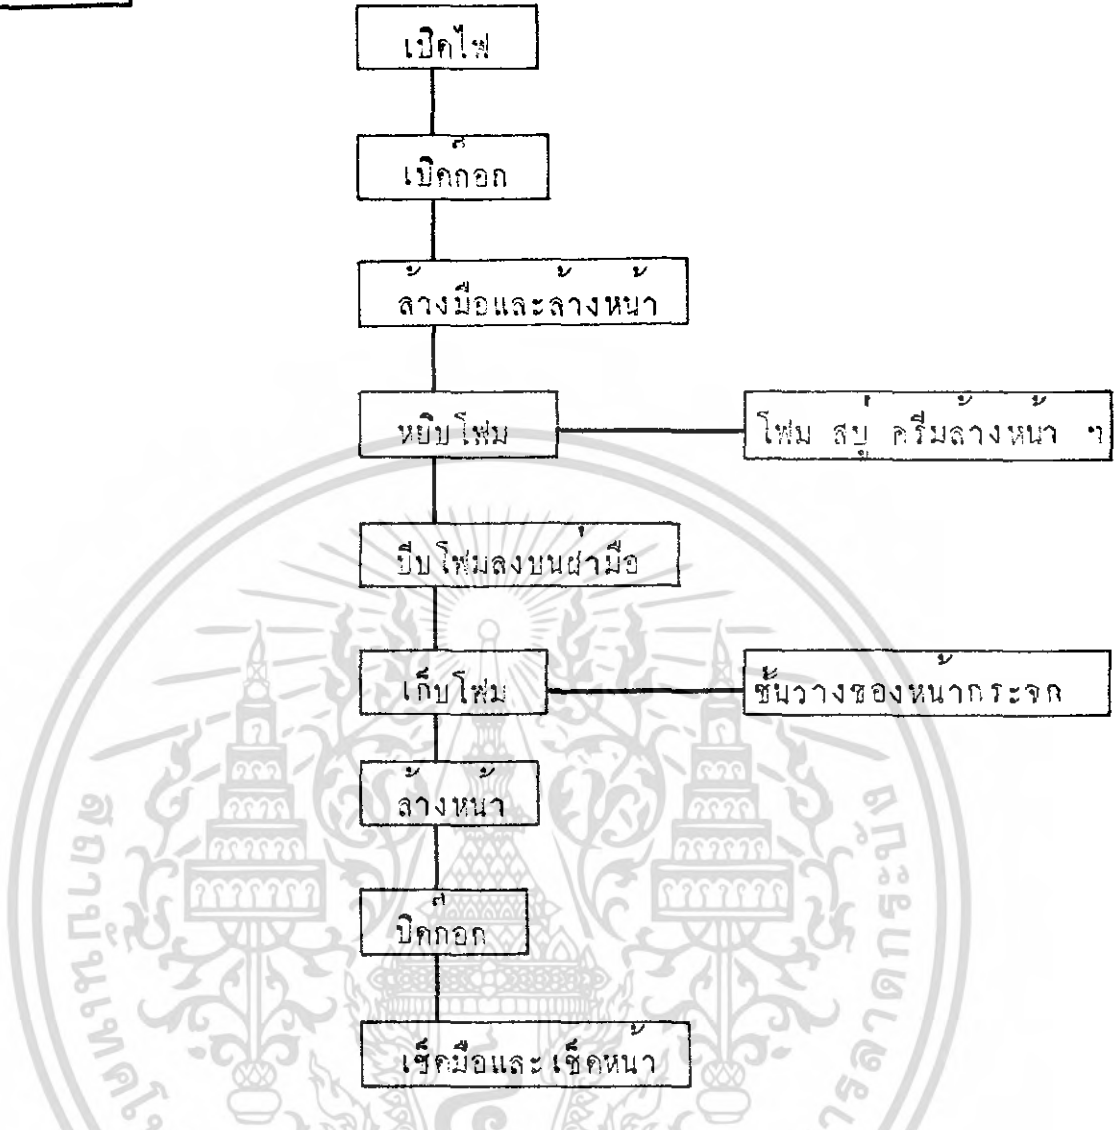 เปิดไฟ
เปิดก๊อก
ล้างมือและล้างหน้า
หยิบโฟม
โฟม สบู่ ครีมล้างหน้า ฯ
บีบโฟมลงบนฝ่ามือ
เก็บโฟม
ชั้นวางของหน้ากระจก
ล้างหน้า
ปิดก๊อก
เช็ดมือและเช็ดหน้า